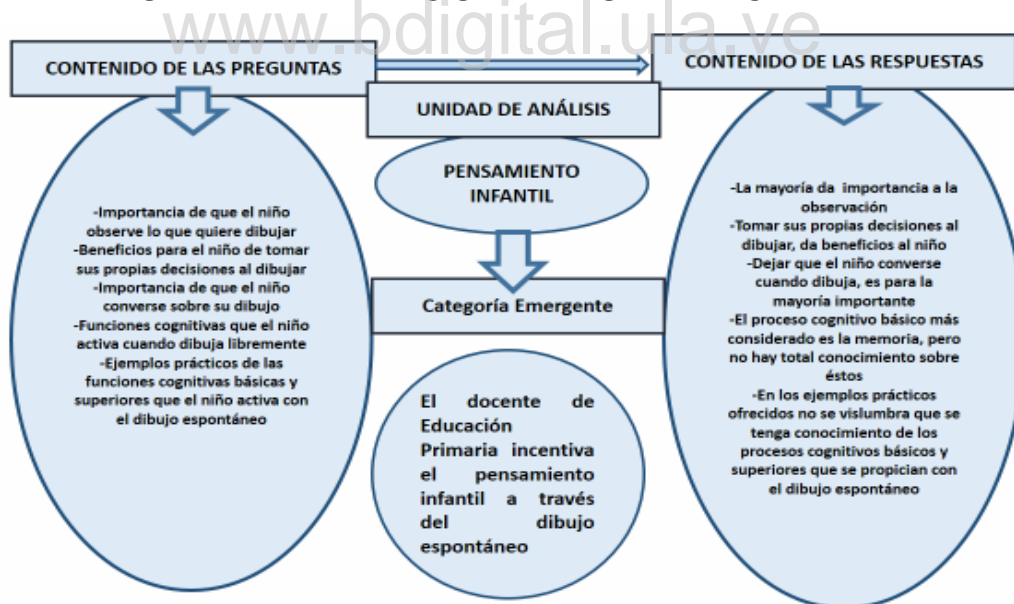 www.bdigital.ula.ve
CONTENIDO DE LAS PREGUNTAS
CONTENIDO DE LAS RESPUESTAS
UNIDAD DE ANÁLISIS
PENSAMIENTO
INFANTIL
Categoría Emergente
-Importancia de que el niño
observe lo que quiere dibujar
-Beneficios para el niño de tomar
sus propias decisiones al dibujar
-Importancia de que el niño
converse sobre su dibujo
-Funciones cognitivas que el niño
activa cuando dibuja libremente
-Ejemplos prácticos de las
funciones cognitivas básicas y
superiores que el niño activa con
el dibujo espontáneo
El docente de
Educación
Primaria incentiva
el pensamiento
infantil a través
del dibujo
espontáneo
-La mayoría da importancia a la
observación
-Tomar sus propias decisiones al
dibujar, da beneficios al niño
-Dejar que el niño converse
cuando dibuja, es para la
mayoría importante
-El proceso cognitivo básico más
considerado es la memoria, pero
no hay total conocimiento sobre
éstos
-En los ejemplos prácticos
ofrecidos no se vislumbra que se
tenga conocimiento de los
procesos cognitivos básicos y
superiores que se propician con
el dibujo espontáneo